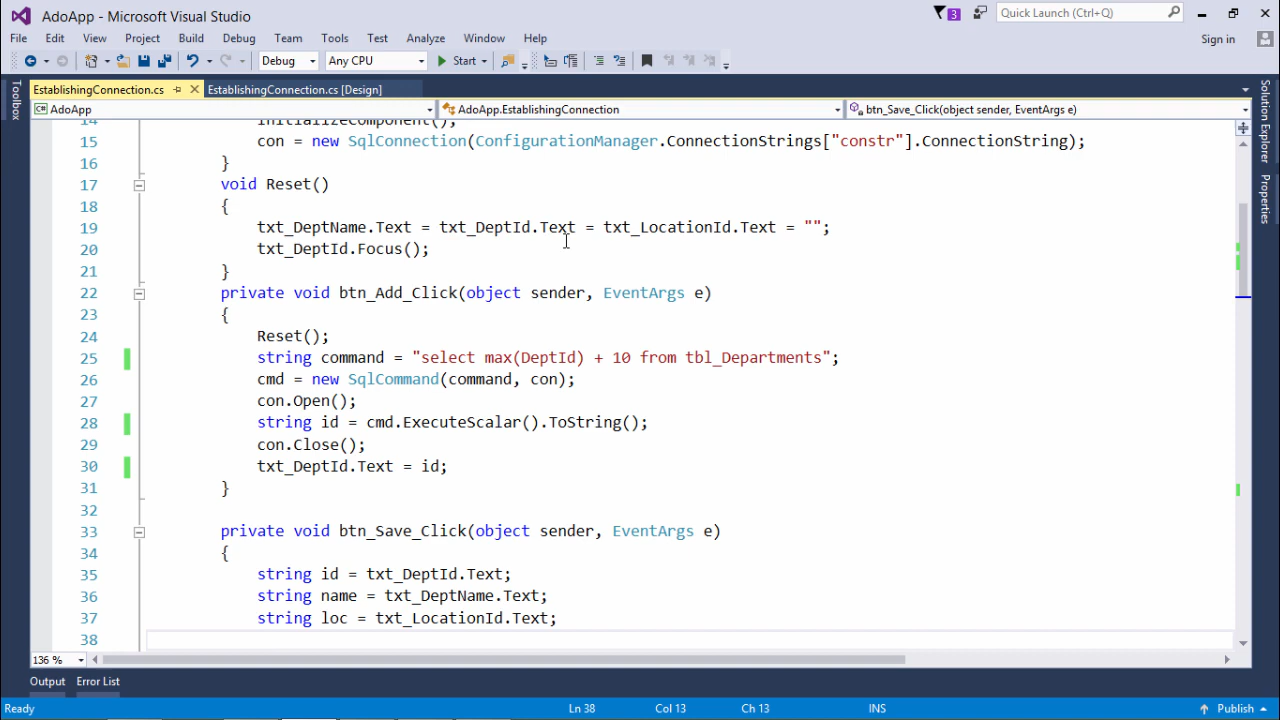 AdoApp - Microsoft Visual Studio
3
Quick Launch (Ctrl+Q)
File Edit View Project Build Debug Team Tools Test Analyze Window Help
Sign in
Debug Any CPU Start
EstablishingConnection.cs EstablishingConnection.cs [Design]
AdoApp AdoApp.EstablishingConnection btn_Save_Click(object sender, EventArgs e)
Toolbox
Solution Explorer
Properties
14 InitializeComponent();
15 con = new SqlConnection(ConfigurationManager.ConnectionStrings["constr"].ConnectionString);
16 }
17 void Reset()
18 {
19 txt_DeptName.Text = txt_DeptId.Text = txt_LocationId.Text = "";
20 txt_DeptId.Focus();
21 }
22 private void btn_Add_Click(object sender, EventArgs e)
23 {
24 Reset();
25 string command = "select max(DeptId) + 10 from tbl_Departments";
26 cmd = new SqlCommand(command, con);
27 con.Open();
28 string id = cmd.ExecuteScalar().ToString();
29 con.Close();
30 txt_DeptId.Text = id;
31 }
32
33 private void btn_Save_Click(object sender, EventArgs e)
34 {
35 string id = txt_DeptId.Text;
36 string name = txt_DeptName.Text;
37 string loc = txt_LocationId.Text;
38
136 %
Output Error List
Ready Ln 38 Col 13 Ch 13 INS Publish